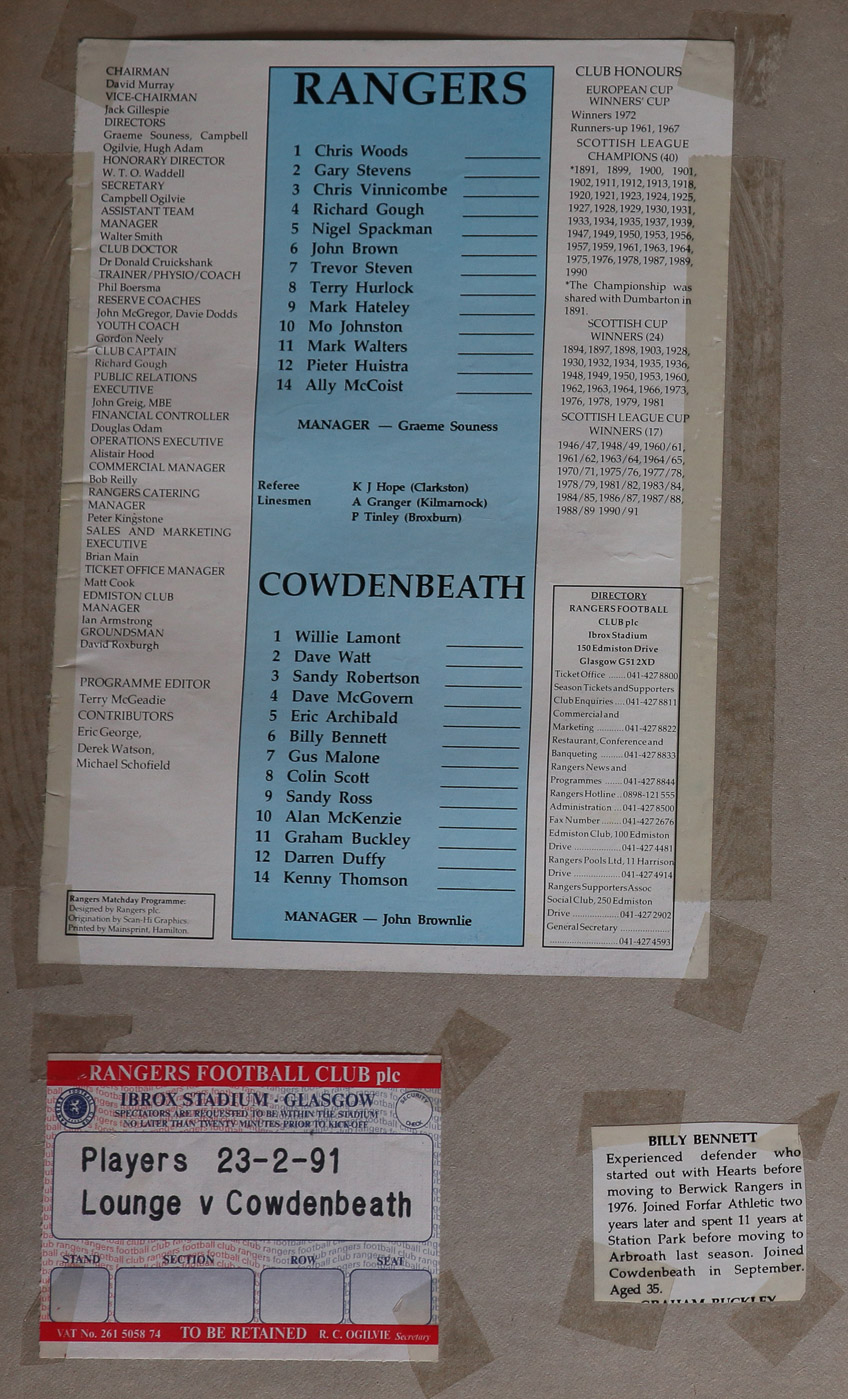 CHAIRMAN
David Murray
VICE-CHAIRMAN
Jack Gillespie
DIRECTORS
Graeme Souness, Campbell
Ogilvie, Hugh Adam
HONORARY DIRECTOR
W. T. O. Waddell
SECRETARY
Campbell Ogilvie
ASSISTANT TEAM
MANAGER
Walter Smith
CLUB DOCTOR
Dr Donald Cruickshank
TRAINER/PHYSIO/COACH
Phil Boersma
RESERVE COACHES
John McGregor, Davie Dodds
YOUTH COACH
Gordon Neely
CLUB CAPTAIN
Richard Gough
PUBLIC RELATIONS
EXECUTIVE
John Greig, MBE
FINANCIAL CONTROLLER
Douglas Odam
OPERATIONS EXECUTIVE
Alistair Hood
COMMERCIAL MANAGER
Bob Reilly
RANGERS CATERING
MANAGER
Peter Kingstone
SALES AND MARKETING
EXECUTIVE
Brian Main
TICKET OFFICE MANAGER
Matt Cook
EDMISTON CLUB
MANAGER
Ian Armstrong
GROUNDSMAN
David Roxburgh
PROGRAMME EDITOR
Terry McGeadie
CONTRIBUTORS
Eric George,
Derek Watson,
Michael Schofield
Rangers Matchday Programme:
Designed by Rangers plc.
Origination by Scan-Hi Graphics.
Printed by Mainsprint, Hamilton.
RANGERS
1 Chris Woods
2 Gary Stevens
3 Chris Vinnicombe
4 Richard Gough
5 Nigel Spackman
6 John Brown
7 Trevor Steven
8 Terry Hurlock
9 Mark Hateley
10 Mo Johnston
11 Mark Walters
12 Pieter Huistra
14 Ally McCoist
MANAGER — Graeme Souness
Referee K J Hope (Clarkston)
Linesmen A Granger (Kilmarnock)
P Tinley (Broxburn)
COWDENBEATH
1 Willie Lamont
2 Dave Watt
3 Sandy Robertson
4 Dave McGovern
5 Eric Archibald
6 Billy Bennett
7 Gus Malone
8 Colin Scott
9 Sandy Ross
10 Alan McKenzie
11 Graham Buckley
12 Darren Duffy
14 Kenny Thomson
MANAGER — John Brownlie
CLUB HONOURS
EUROPEAN CUP
WINNERS' CUP
Winners 1972
Runners-up 1961, 1967
SCOTTISH LEAGUE
CHAMPIONS (40)
*1891, 1899, 1900, 1901,
1902, 1911, 1912, 1913, 1918,
1920, 1921, 1923, 1924, 1925,
1927, 1928, 1929, 1930, 1931,
1933, 1934, 1935, 1937, 1939,
1947, 1949, 1950, 1953, 1956,
1957, 1959, 1961, 1963, 1964,
1975, 1976, 1978, 1987, 1989,
1990
*The Championship was
shared with Dumbarton in
1891.
SCOTTISH CUP
WINNERS (24)
1894, 1897, 1898, 1903, 1928,
1930, 1932, 1934, 1935, 1936,
1948, 1949, 1950, 1953, 1960,
1962, 1963, 1964, 1966, 1973,
1976, 1978, 1979, 1981
SCOTTISH LEAGUE CUP
WINNERS (17)
1946/47, 1948/49, 1960/61,
1961/62, 1963/64, 1964/65,
1970/71, 1975/76, 1977/78,
1978/79, 1981/82, 1983/84,
1984/85, 1986/87, 1987/88,
1988/89 1990/91
DIRECTORY
RANGERS FOOTBALL
CLUB plc
Ibrox Stadium
150 Edmiston Drive
Glasgow G51 2XD
Ticket Office ....... 041-427 8800
Season Tickets and Supporters
Club Enquiries .... 041-427 8811
Commercial and
Marketing .......... 041-427 8822
Restaurant, Conference and
Banqueting ......... 041-427 8833
Rangers News and
Programmes ...... 041-427 8844
Rangers Hotline .. 0898-121 555
Administration ... 041-427 8500
Fax Number ....... 041-427 2676
Edmiston Club, 100 Edmiston
Drive .................. 041-427 4481
Rangers Pools Ltd, 11 Harrison
Drive .................. 041-427 4914
Rangers Supporters Assoc
Social Club, 250 Edmiston
Drive .................. 041-427 2902
General Secretary ..................
....................... 041-427 4593
RANGERS FOOTBALL CLUB plc
IBROX STADIUM · GLASGOW
SPECTATORS ARE REQUESTED TO BE WITHIN THE STADIUM
NO LATER THAN TWENTY MINUTES PRIOR TO KICK-OFF
SECURITY
CHECK
Players 23-2-91
Lounge v Cowdenbeath
STAND SECTION ROW SEAT
VAT No. 261 5058 74 TO BE RETAINED R. C. OGILVIE Secretary
BILLY BENNETT
Experienced defender who
started out with Hearts before
moving to Berwick Rangers in
1976. Joined Forfar Athletic two
years later and spent 11 years at
Station Park before moving to
Arbroath last season. Joined
Cowdenbeath in September.
Aged 35.
GRAHAM BUCKLEY